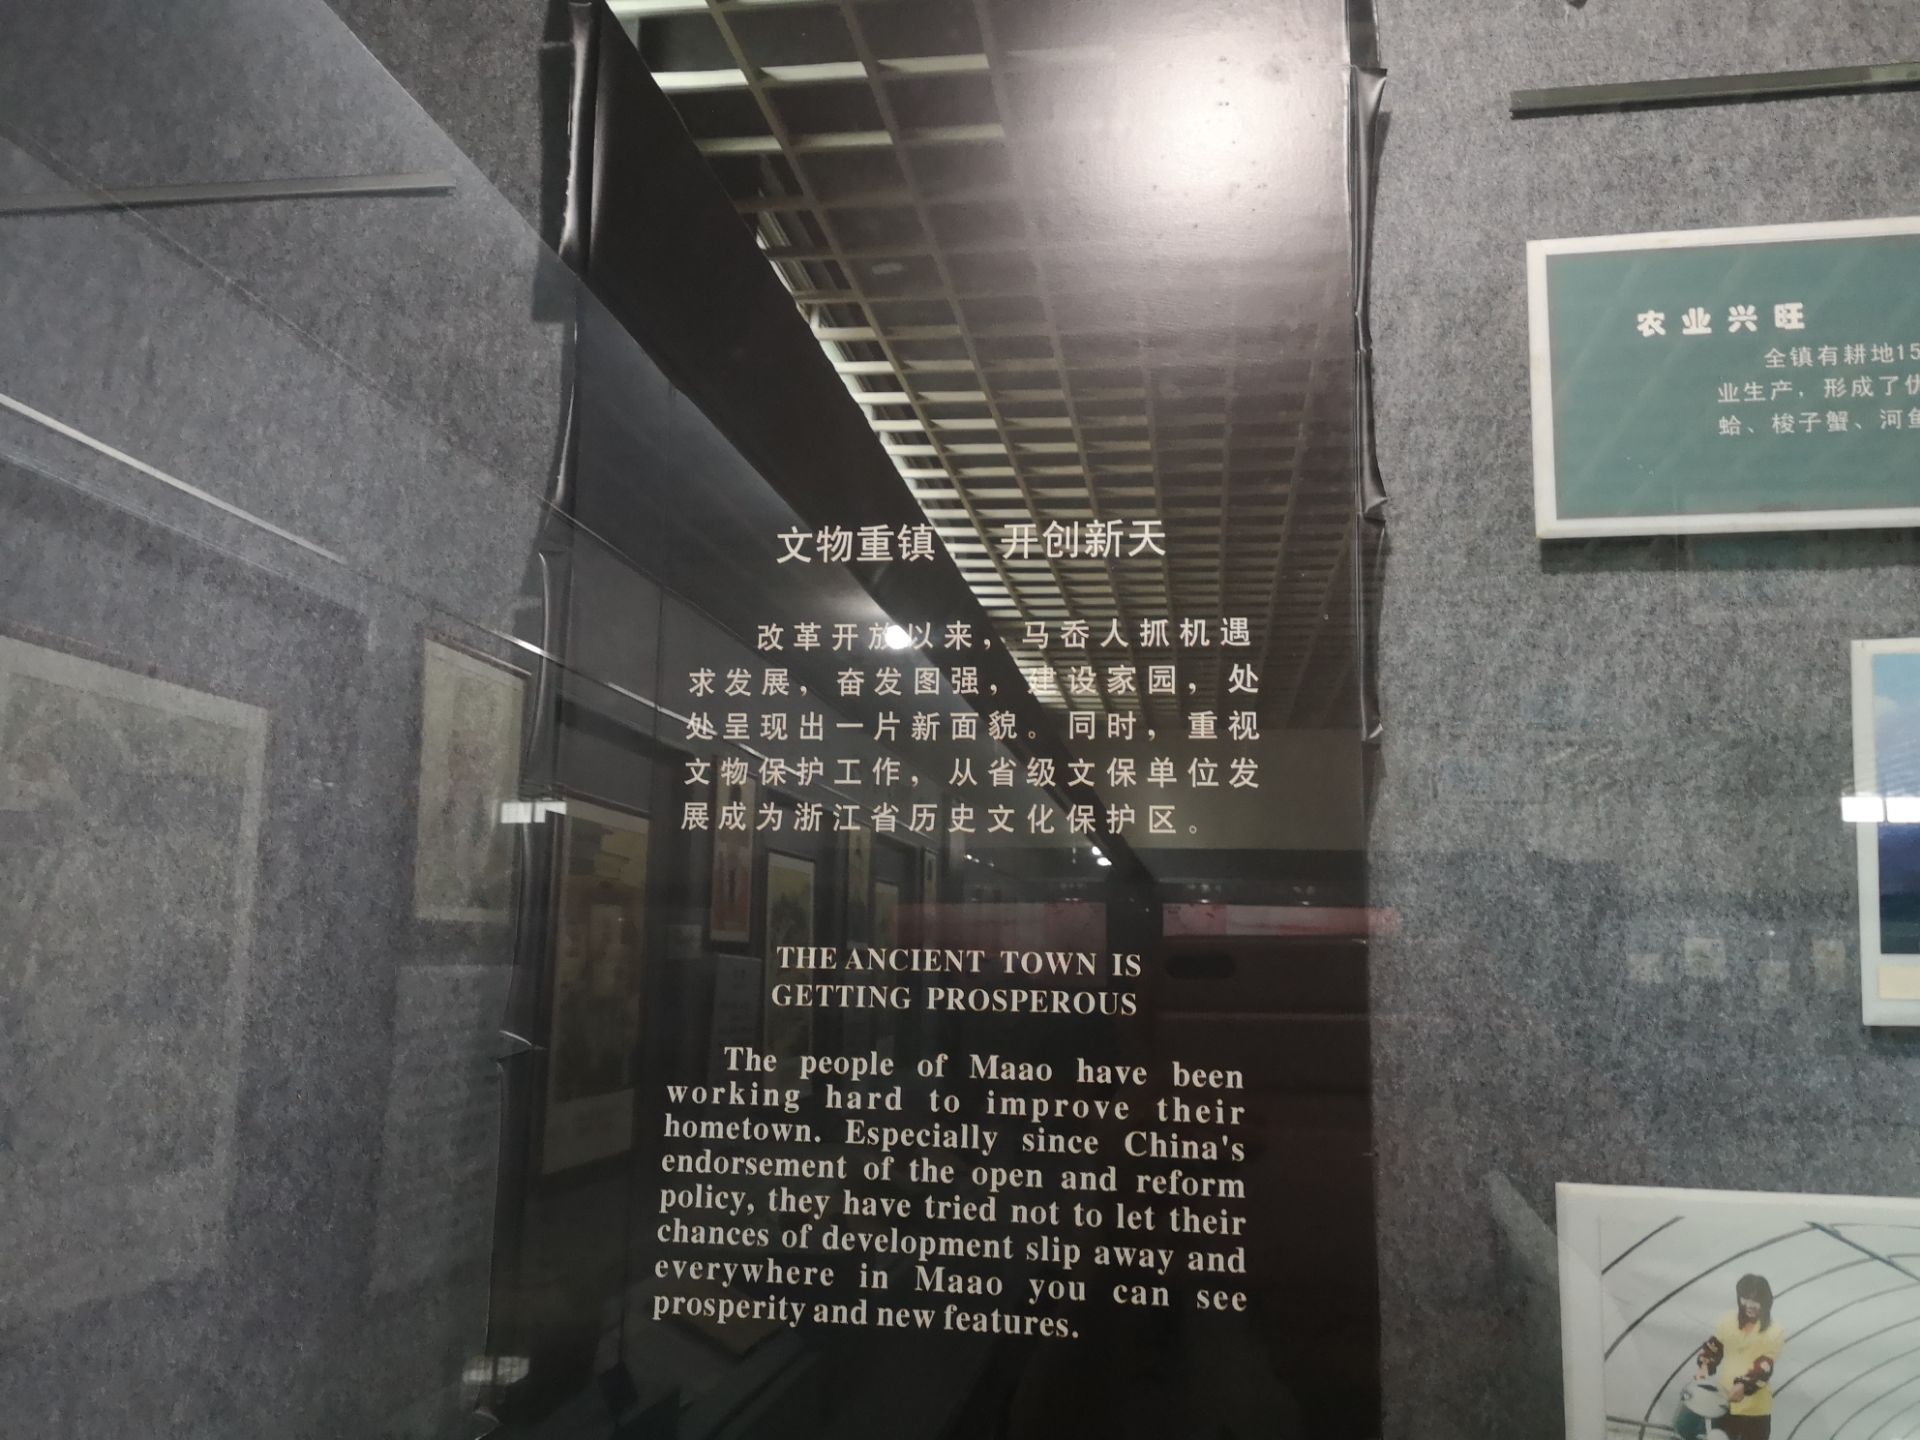 文物重镇 开创新天
改革开放以来，马岙人抓机遇
求发展，奋发图强，建设家园，处
处呈现出一片新面貌。同时，重视
文物保护工作，从省级文保单位发
展成为浙江省历史文化保护区。
THE ANCIENT TOWN IS
GETTING PROSPEROUS
The people of Maao have been
working hard to improve their
hometown. Especially since China's
endorsement of the open and reform
policy, they have tried not to let their
chances of development slip away and
everywhere in Maao you can see
prosperity and new features.
农业兴旺
全镇有耕地15
业生产，形成了优
蛤、梭子蟹、河鱼